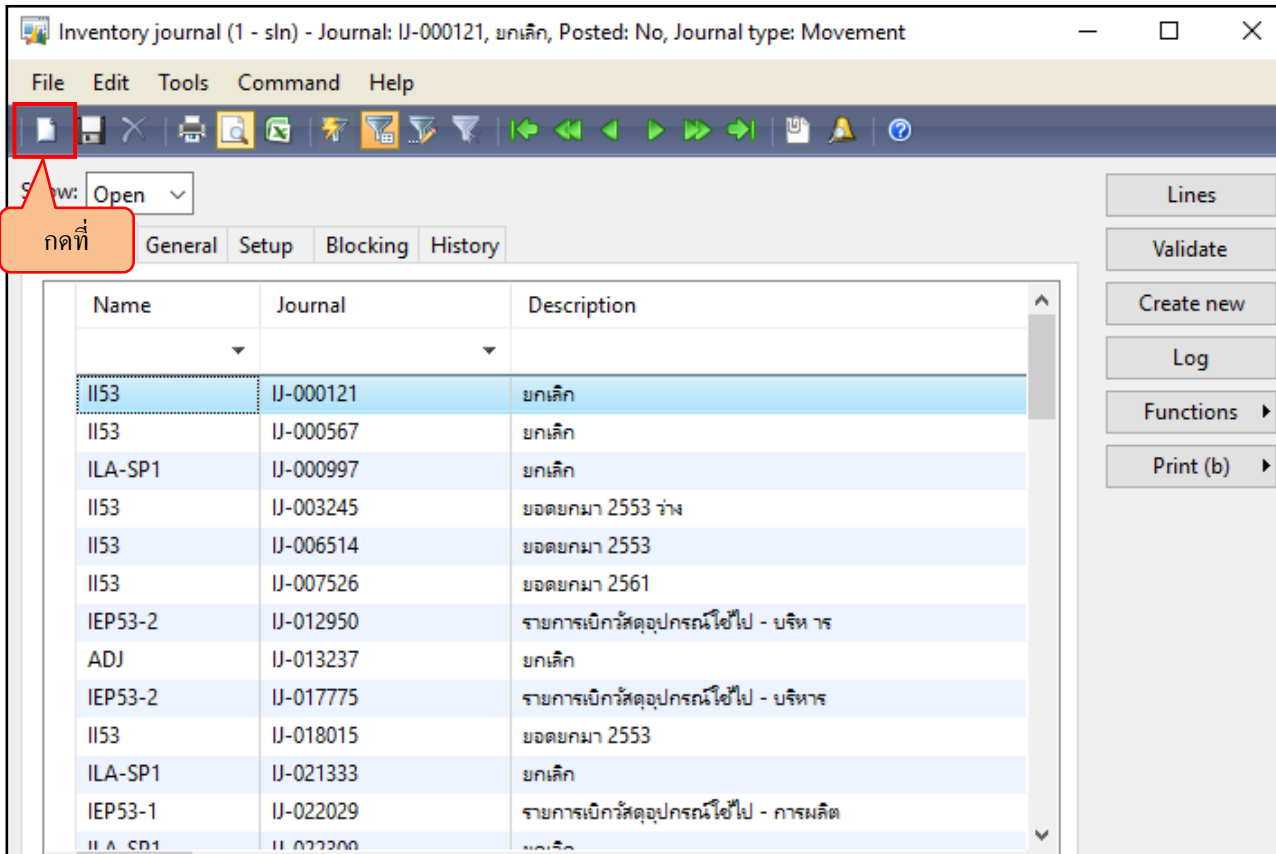 Inventory journal (1 - sln) - Journal: IJ-000121, ยกเลิก, Posted: No, Journal type: Movement
File Edit Tools Command Help
Show: Open
กดที่
General Setup Blocking History
Lines
Validate
Create new
Log
Functions
Print (b)
Name Journal Description
II53 IJ-000121 ยกเลิก
II53 IJ-000567 ยกเลิก
ILA-SP1 IJ-000997 ยกเลิก
II53 IJ-003245 ยอดยกมา 2553 ว่าง
II53 IJ-006514 ยอดยกมา 2553
II53 IJ-007526 ยอดยกมา 2561
IEP53-2 IJ-012950 รายการเบิกวัสดุอุปกรณ์ใช้ไป - บริห าร
ADJ IJ-013237 ยกเลิก
IEP53-2 IJ-017775 รายการเบิกวัสดุอุปกรณ์ใช้ไป - บริหาร
II53 IJ-018015 ยอดยกมา 2553
ILA-SP1 IJ-021333 ยกเลิก
IEP53-1 IJ-022029 รายการเบิกวัสดุอุปกรณ์ใช้ไป - การผลิต
ILA-SP1 IJ-022309 ยกเลิก